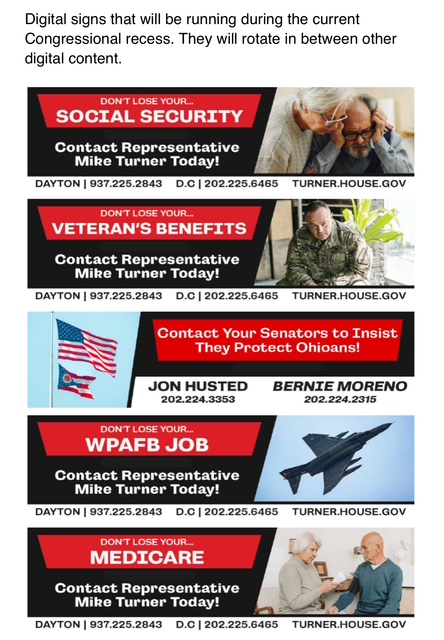 Digital signs that will be running during the current
Congressional recess. They will rotate in between other
digital content.
DON'T LOSE YOUR...
SOCIAL SECURITY
Contact Representative
Mike Turner Today!
DAYTON | 937.225.2843 D.C | 202.225.6465 TURNER.HOUSE.GOV
DON'T LOSE YOUR...
VETERAN'S BENEFITS
Contact Representative
Mike Turner Today!
DAYTON | 937.225.2843 D.C | 202.225.6465 TURNER.HOUSE.GOV
Contact Your Senators to Insist
They Protect Ohioans!
JON HUSTED BERNIE MORENO
202.224.3353 202.224.2315
DON'T LOSE YOUR...
WPAFB JOB
Contact Representative
Mike Turner Today!
DAYTON | 937.225.2843 D.C | 202.225.6465 TURNER.HOUSE.GOV
DON'T LOSE YOUR...
MEDICARE
Contact Representative
Mike Turner Today!
DAYTON | 937.225.2843 D.C | 202.225.6465 TURNER.HOUSE.GOV